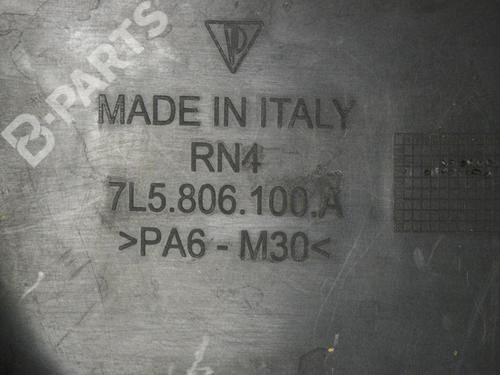 B-PARTS
MADE IN ITALY
RN4
7L5.806.100.A
>PA6 - M30<